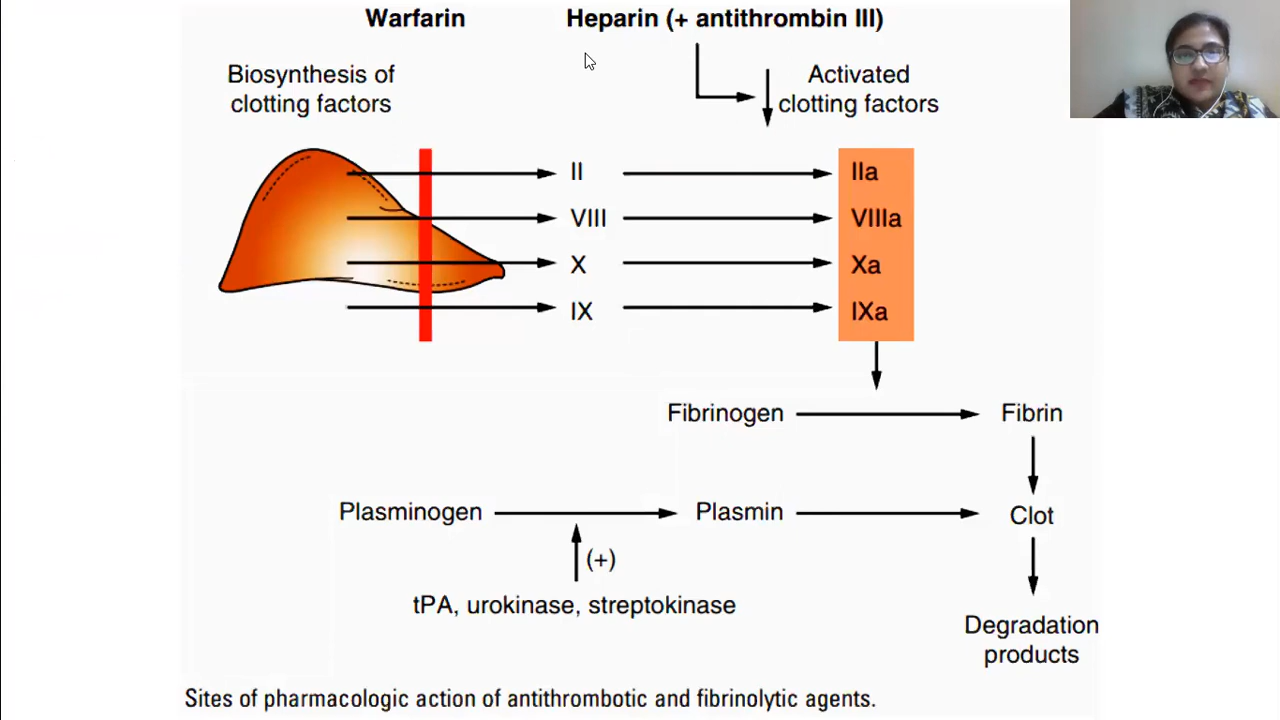 Warfarin
Heparin (+ antithrombin III)
Biosynthesis of
clotting factors
Activated
clotting factors
II
IIa
VIII
VIIIa
X
Xa
IX
IXa
Fibrinogen
Fibrin
Plasminogen
Plasmin
Clot
(+)
tPA, urokinase, streptokinase
Degradation
products
Sites of pharmacologic action of antithrombotic and fibrinolytic agents.